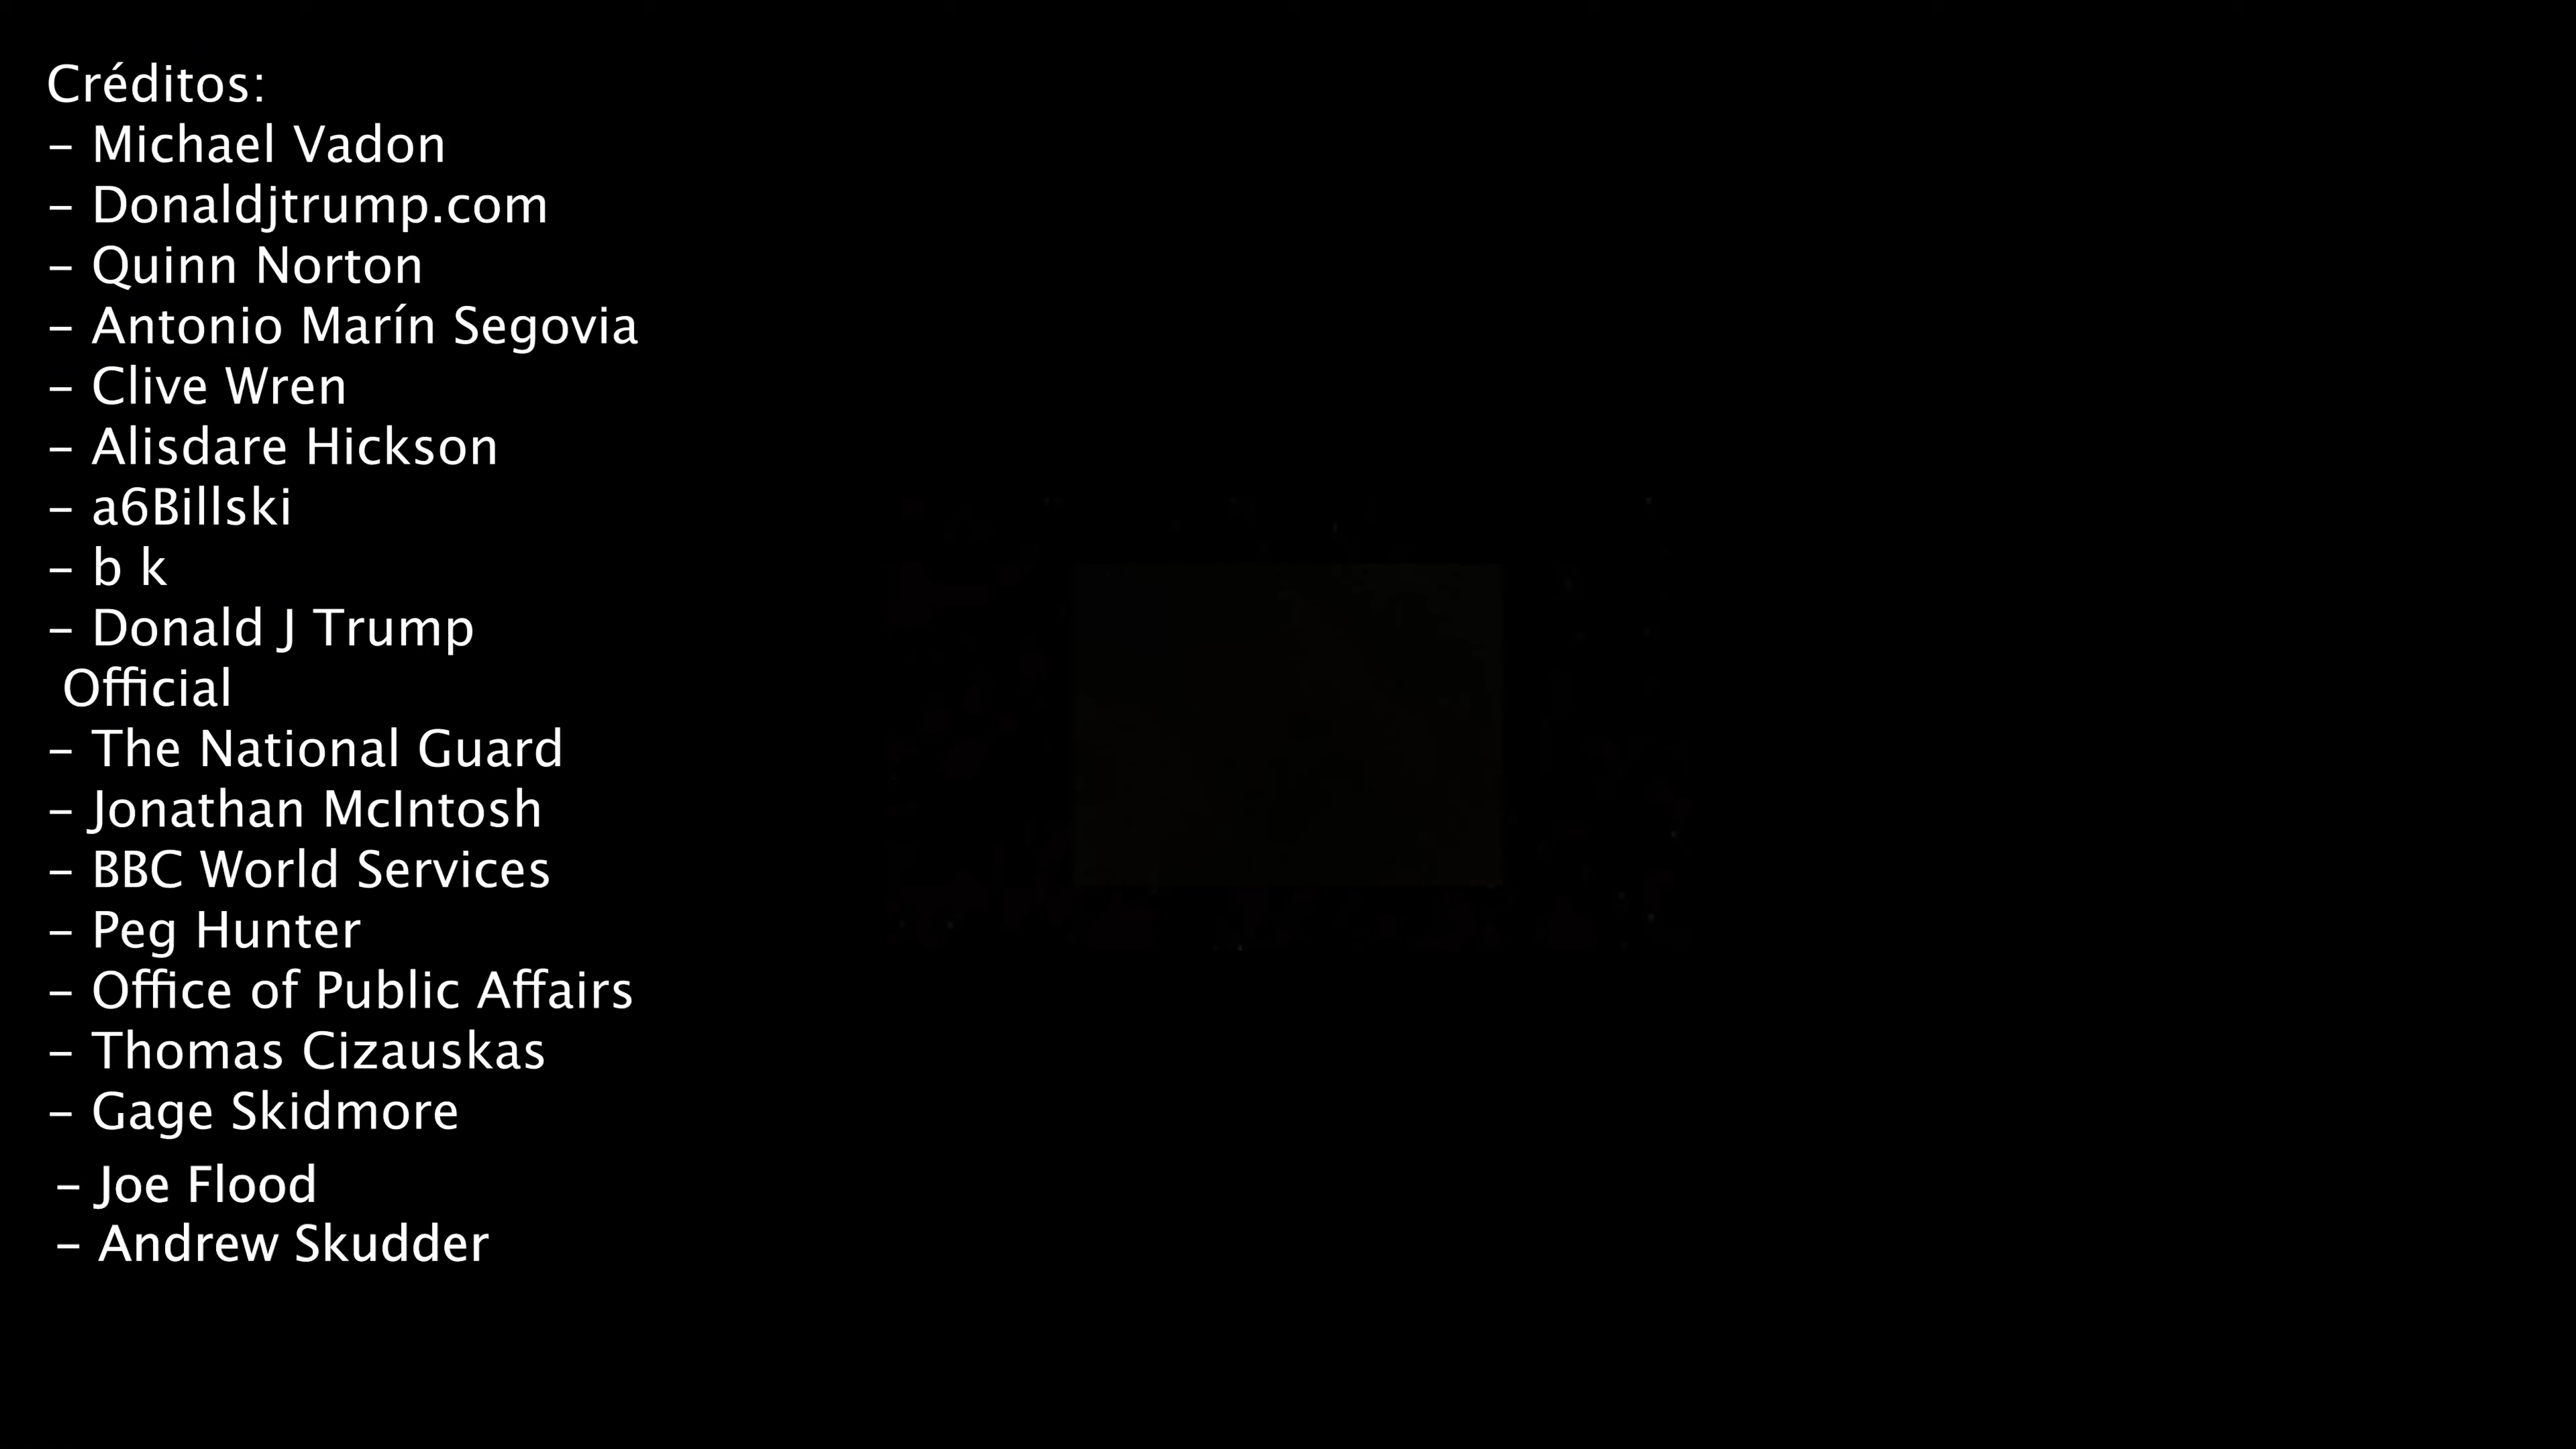 Créditos:
- Michael Vadon
- Donaldjtrump.com
- Quinn Norton
- Antonio Marín Segovia
- Clive Wren
- Alisdare Hickson
- a6Billski
- b k
- Donald J Trump
Official
- The National Guard
- Jonathan McIntosh
- BBC World Services
- Peg Hunter
- Office of Public Affairs
- Thomas Cizauskas
- Gage Skidmore
- Joe Flood
- Andrew Skudder